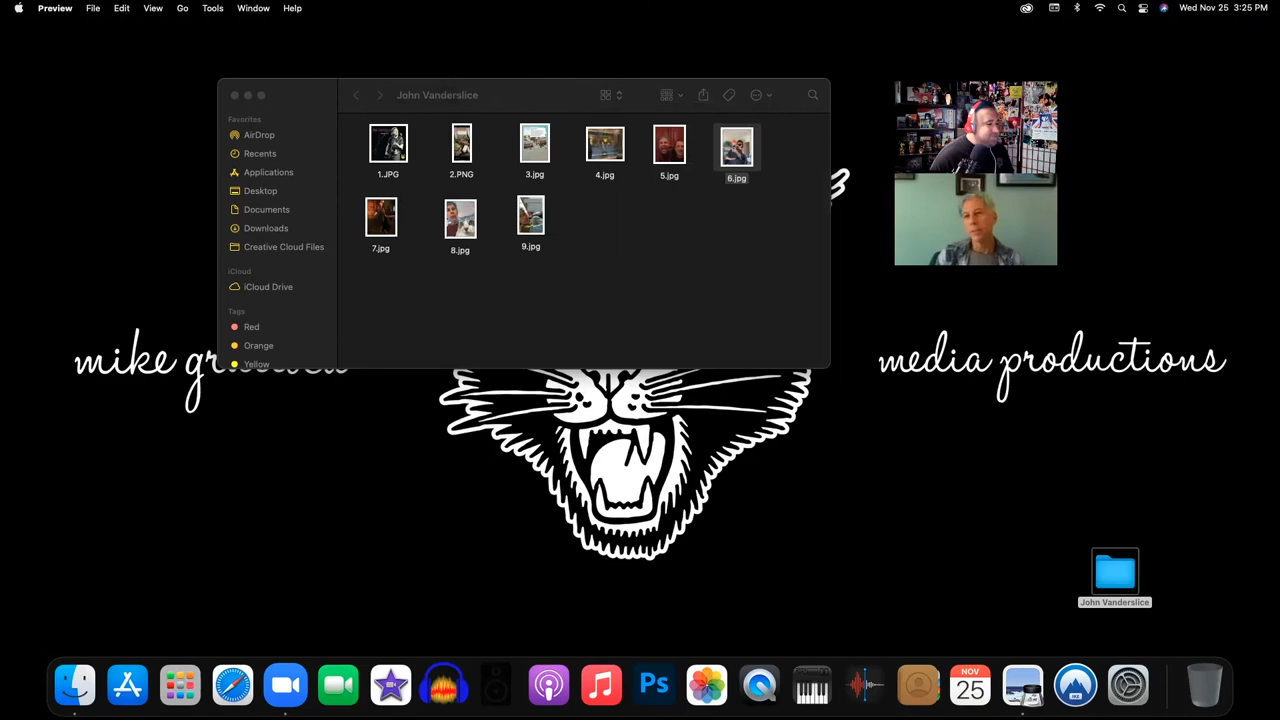 Preview File Edit View Go Tools Window Help Wed Nov 25 3:25 PM
John Vanderslice
Favorites
AirDrop
Recents
Applications
Desktop
Documents
Downloads
Creative Cloud Files
iCloud
iCloud Drive
Tags
Red
Orange
Yellow
1.JPG 2.PNG 3.jpg 4.jpg 5.jpg 6.jpg
7.jpg 8.jpg 9.jpg
mike media productions
John Vanderslice
Ps
NOV
25